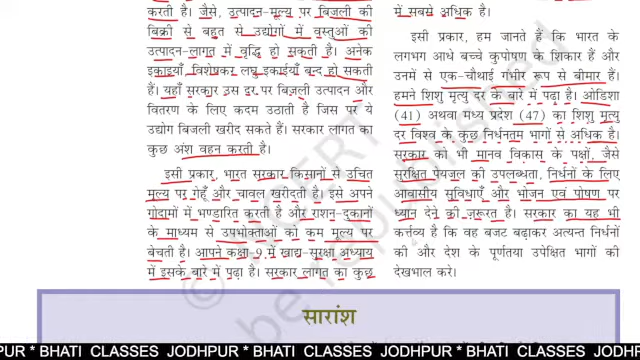 करती है। जैसे, उत्पादन-मूल्य पर बिजली की
बिक्री से बहुत से उद्योगों में वस्तुओं की
उत्पादन-लागत में वृद्धि हो सकती है। अनेक
इकाइयाँ विशेषकर लघु इकाइयाँ बन्द हो सकती
हैं। यहाँ सरकार उस दर पर बिजली उत्पादन और
वितरण के लिए कदम उठाती है जिस पर ये
उद्योग बिजली खरीद सकते हैं। सरकार लागत का
कुछ अंश वहन करती है।
इसी प्रकार, भारत सरकार किसानों से उचित
मूल्य पर गेहूँ और चावल खरीदती है। इसे अपने
गोदामों में भण्डारित करती है और राशन-दुकानों
के माध्यम से उपभोक्ताओं को कम मूल्य पर
बेचती है। आपने कक्षा-9 में खाद्य-सुरक्षा अध्याय
में इसके बारे में पढ़ा है। सरकार लागत का कुछ
में सबसे अधिक है।
इसी प्रकार, हम जानते हैं कि भारत के
लगभग आधे बच्चे कुपोषण के शिकार हैं और
उनमें से एक-चौथाई गंभीर रूप से बीमार हैं।
हमने शिशु मृत्यु दर के बारे में पढ़ा है। ओडिशा
(41) अथवा मध्य प्रदेश (47) का शिशु मृत्यु
दर विश्व के कुछ निर्धनतम भागों से अधिक है।
सरकार को भी मानव विकास के पक्षों, जैसे
सुरक्षित पेयजल की उपलब्धता, निर्धनों के लिए
आवासीय सुविधाएँ और भोजन एवं पोषण पर
ध्यान देने की ज़रूरत है। सरकार का यह भी
कर्त्तव्य है कि वह बजट बढ़ाकर अत्यन्त निर्धनों
की और देश के पूर्णतया उपेक्षित भागों की
देखभाल करे।
सारांश
PUR * BHATI CLASSES JODHPUR * BHATI CLASSES JODHPUR * BHATI CLASSES JODHPUR * BHATI